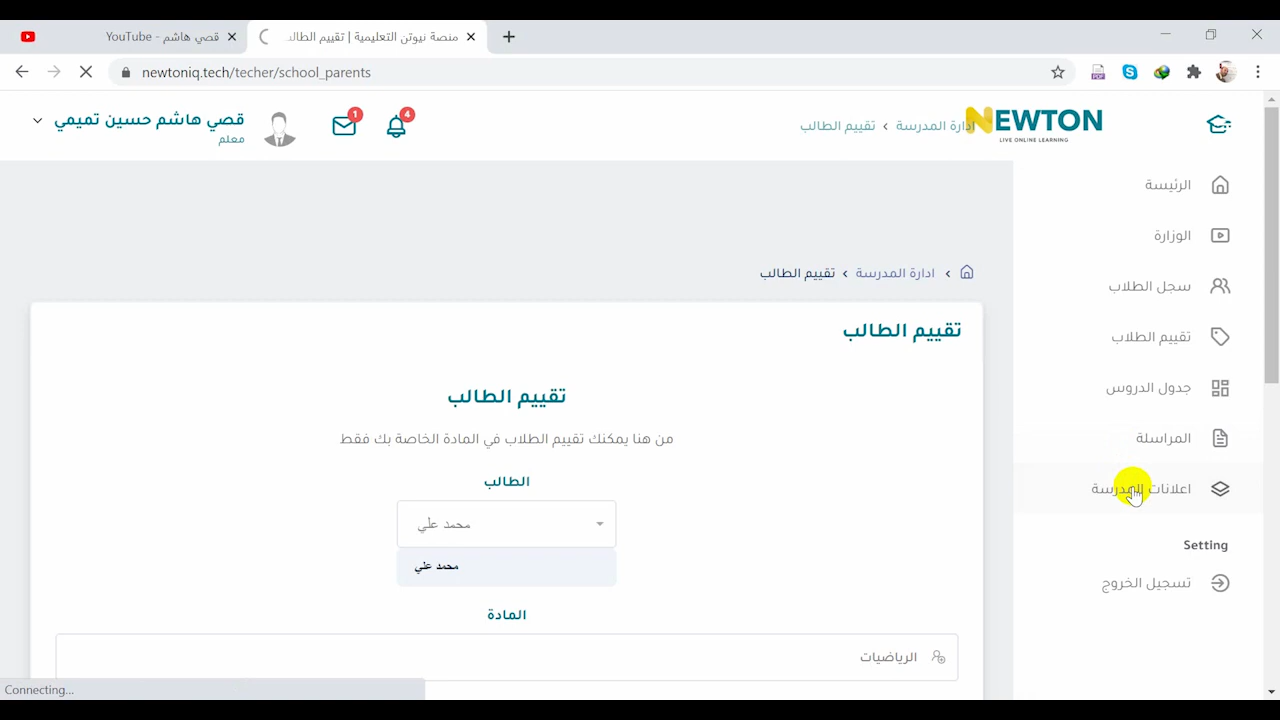 قصي هاشم - YouTube
منصة نيوتن التعليمية | تقييم الطالب
newtoniq.tech/techer/school_parents
قصي هاشم حسين تميمي
معلم
1
4
ادارة المدرسة › تقييم الطالب
NEWTON
LIVE ONLINE LEARNING
الرئيسة
الوزارة
سجل الطلاب
تقييم الطلاب
جدول الدروس
المراسلة
اعلانات المدرسة
Setting
تسجيل الخروج
ادارة المدرسة › تقييم الطالب
تقييم الطالب
تقييم الطالب
من هنا يمكنك تقييم الطلاب في المادة الخاصة بك فقط
الطالب
محمد علي
محمد علي
المادة
الرياضيات
Connecting...